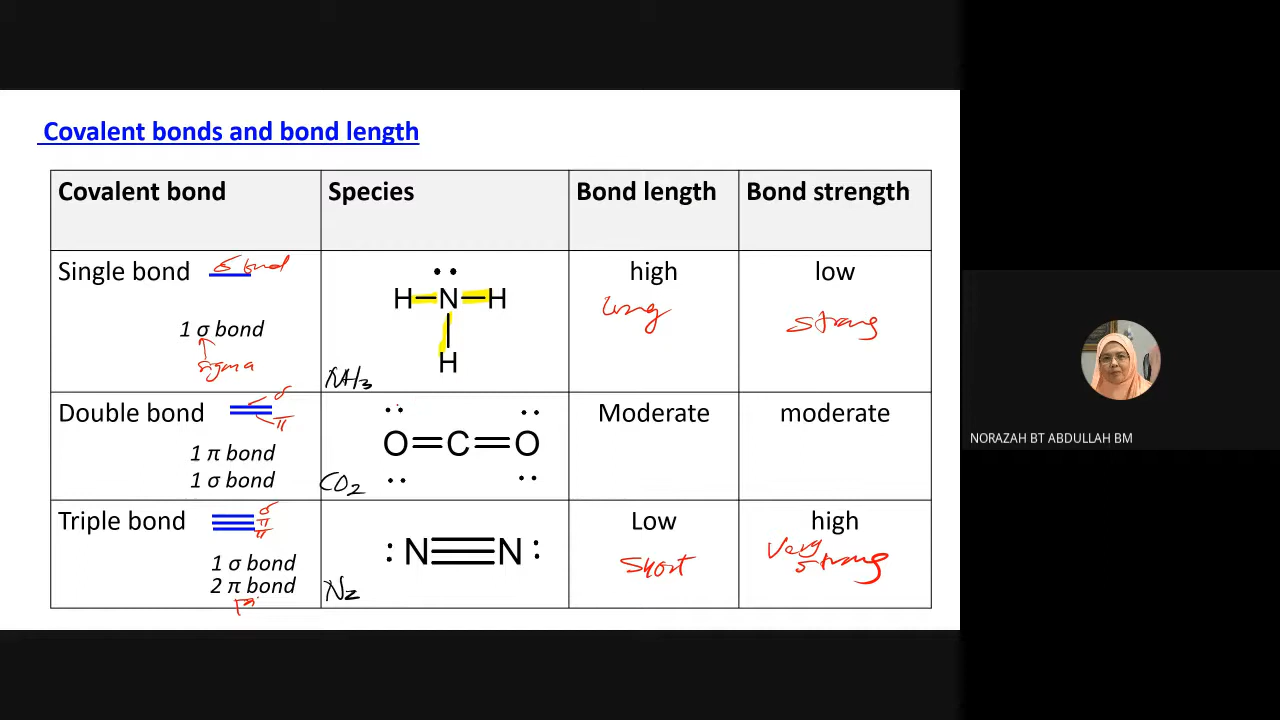 Covalent bonds and bond length
Covalent bond Species Bond length Bond strength
Single bond σ bond
1 σ bond
sigma
H–N–H
H
NH₃
high
long
low
strong
Double bond
σ
π
1 π bond
1 σ bond
O=C=O
CO₂
Moderate
moderate
Triple bond
σ
π
π
1 σ bond
2 π bond
:N≡N:
N₂
Low
Short
high
Very
strong
NORAZAH BT ABDULLAH BM